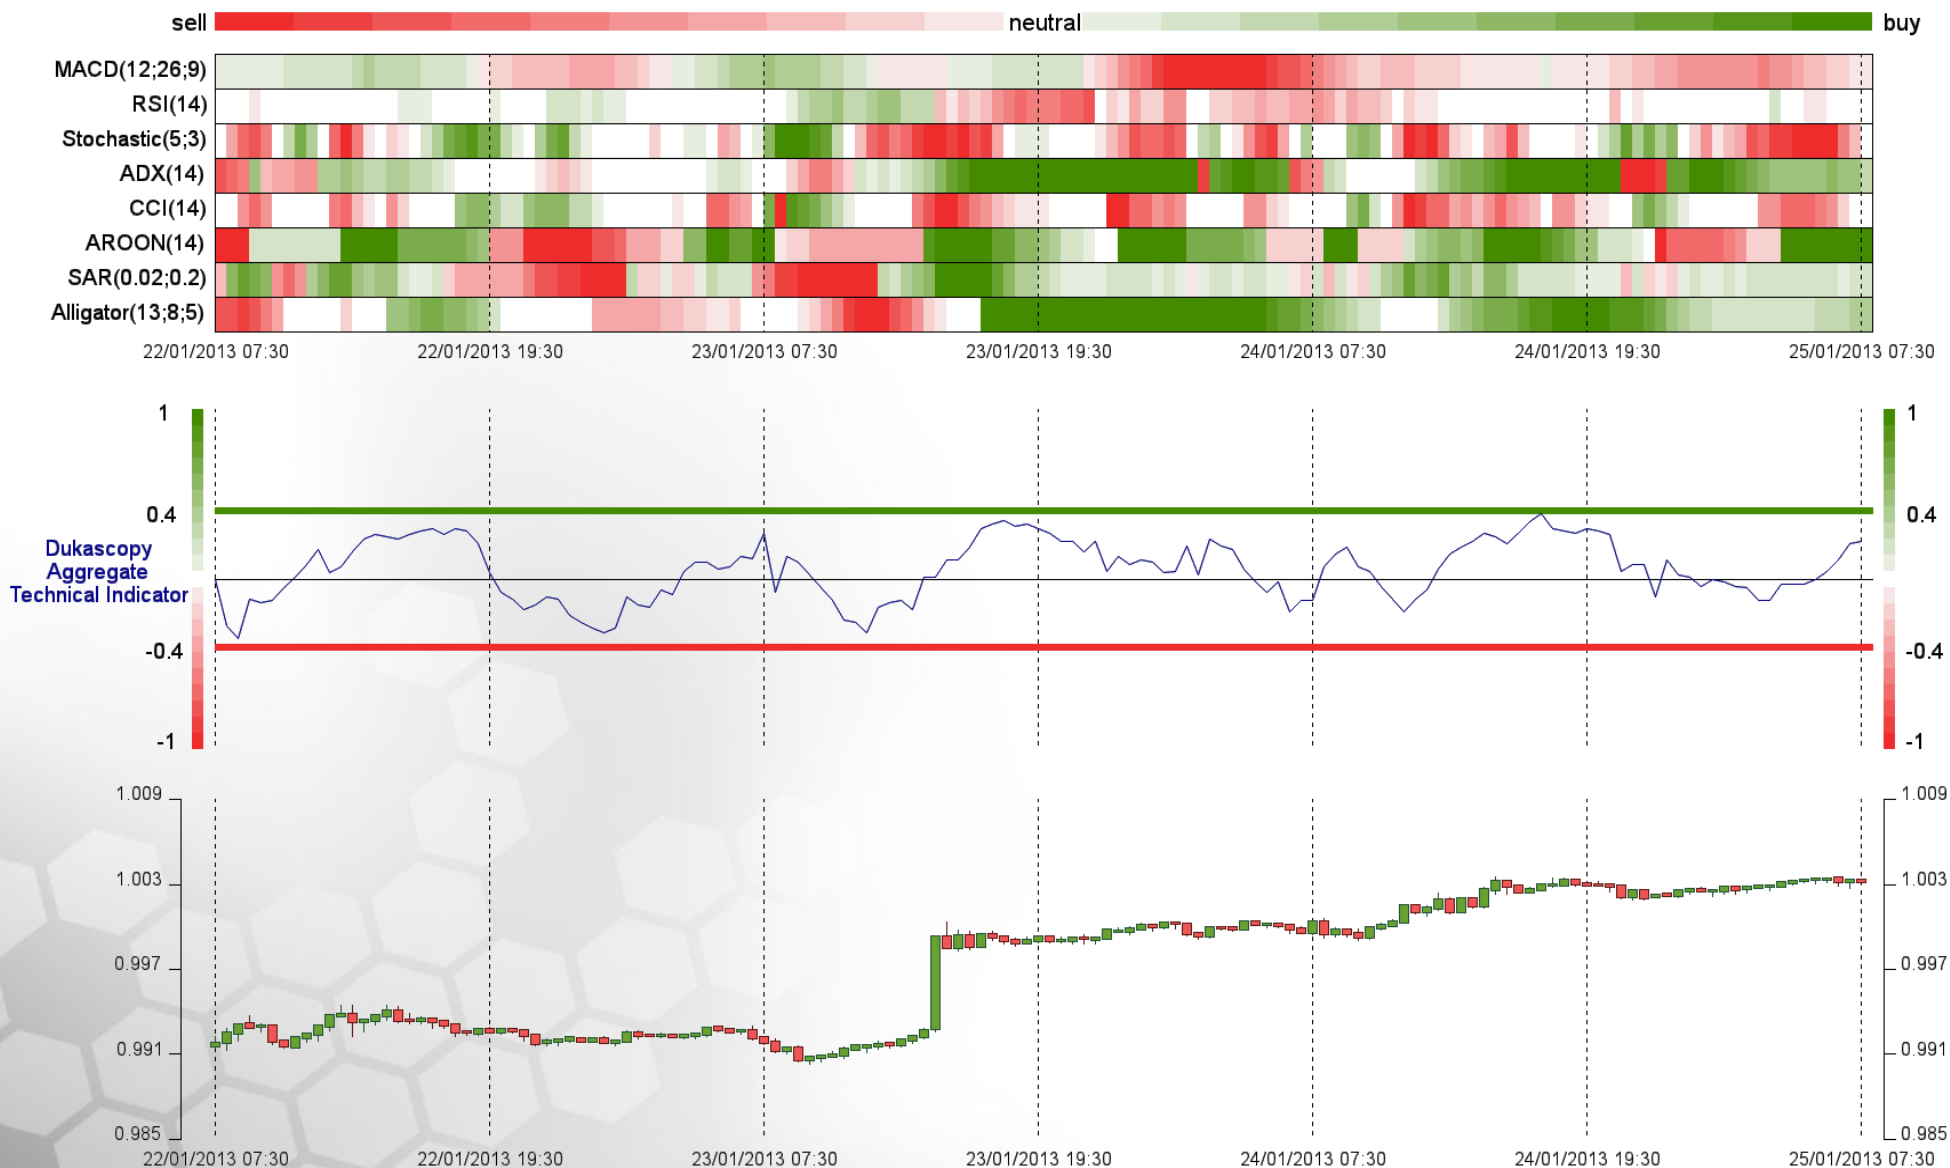 sell neutral buy
MACD(12;26;9)
RSI(14)
Stochastic(5;3)
ADX(14)
CCI(14)
AROON(14)
SAR(0.02;0.2)
Alligator(13;8;5)
22/01/2013 07:30 22/01/2013 19:30 23/01/2013 07:30 23/01/2013 19:30 24/01/2013 07:30 24/01/2013 19:30 25/01/2013 07:30
1 1
0.4 0.4
Dukascopy
Aggregate
Technical Indicator
-0.4 -0.4
-1 -1
1.009 1.009
1.003 1.003
0.997 0.997
0.991 0.991
0.985 0.985
22/01/2013 07:30 22/01/2013 19:30 23/01/2013 07:30 23/01/2013 19:30 24/01/2013 07:30 24/01/2013 19:30 25/01/2013 07:30